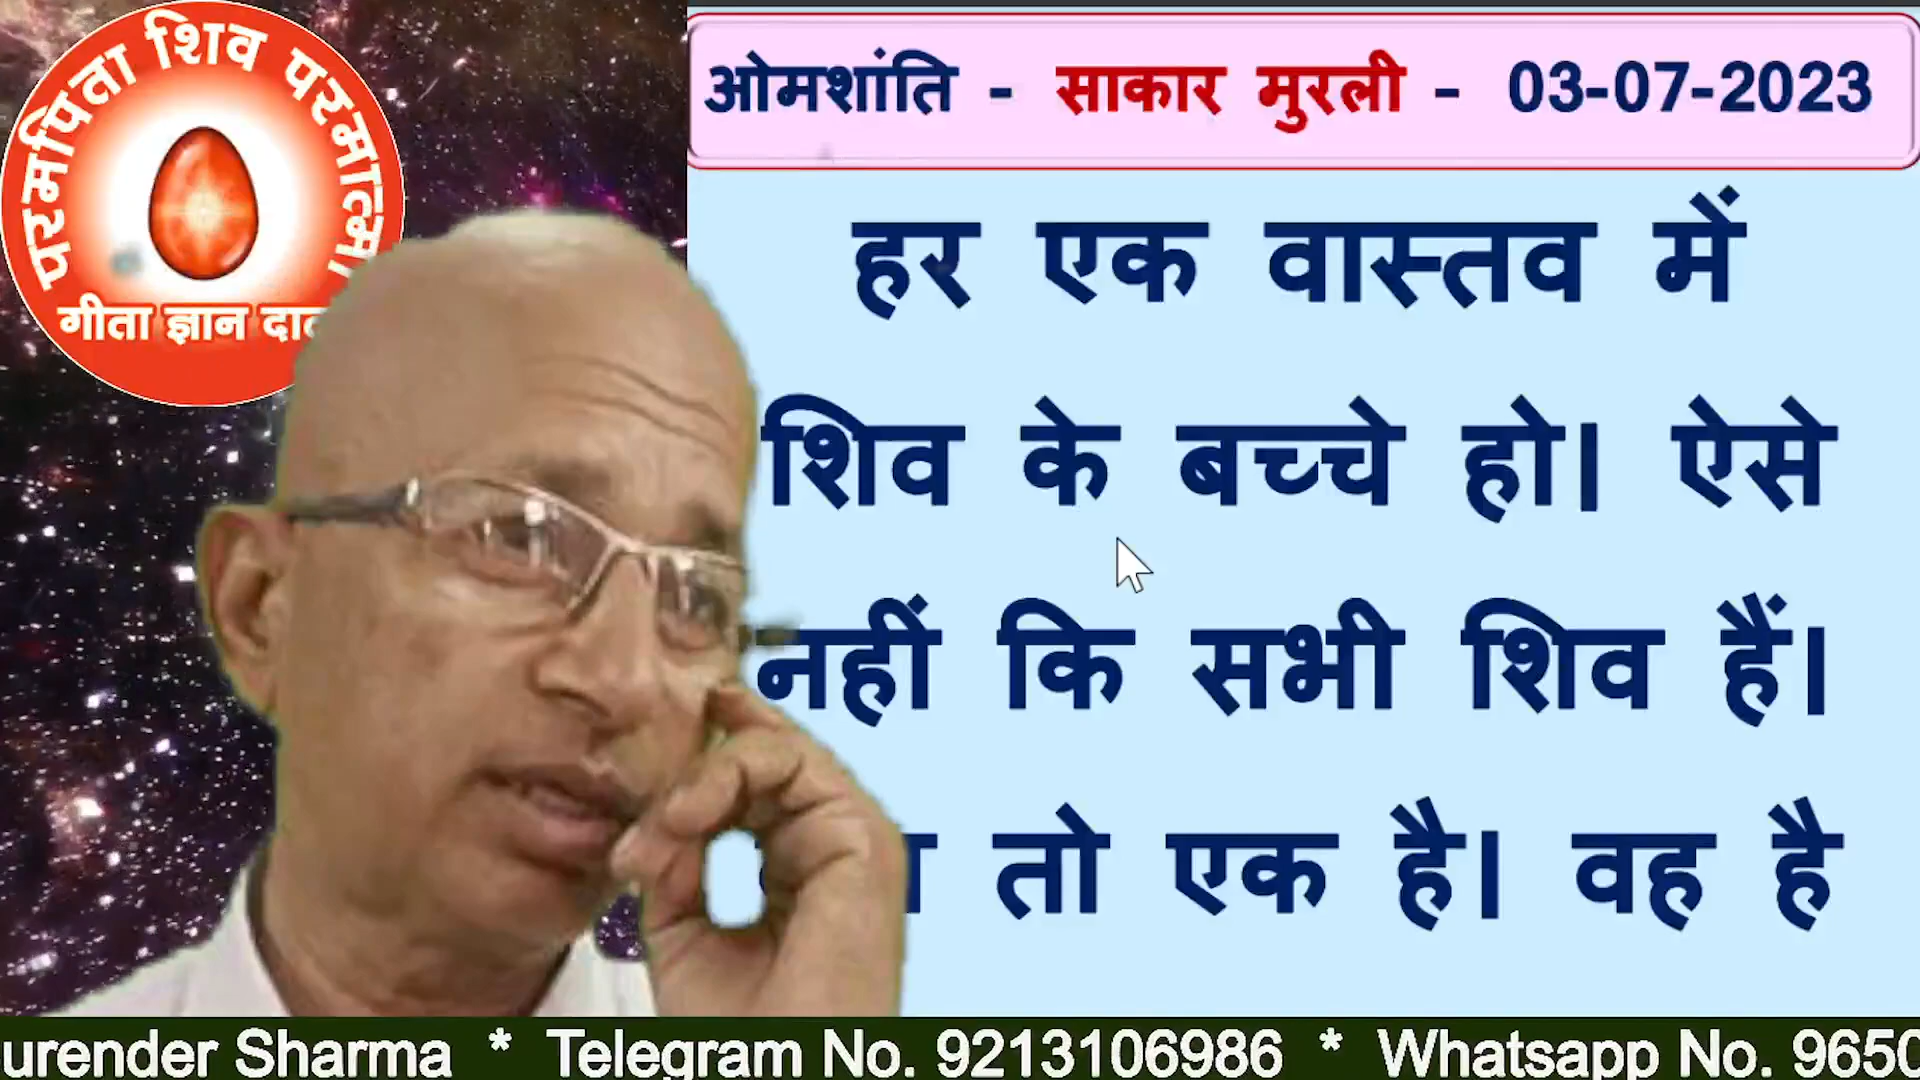 परमपिता शिव परमात्मा
गीता ज्ञान
ओमशांति - साकार मुरली - 03-07-2023
हर एक वास्तव में
शिव के बच्चे हो। ऐसे
नहीं कि सभी शिव हैं।
तो एक है। वह है
urender Sharma * Telegram No. 9213106986 * Whatsapp No. 9650